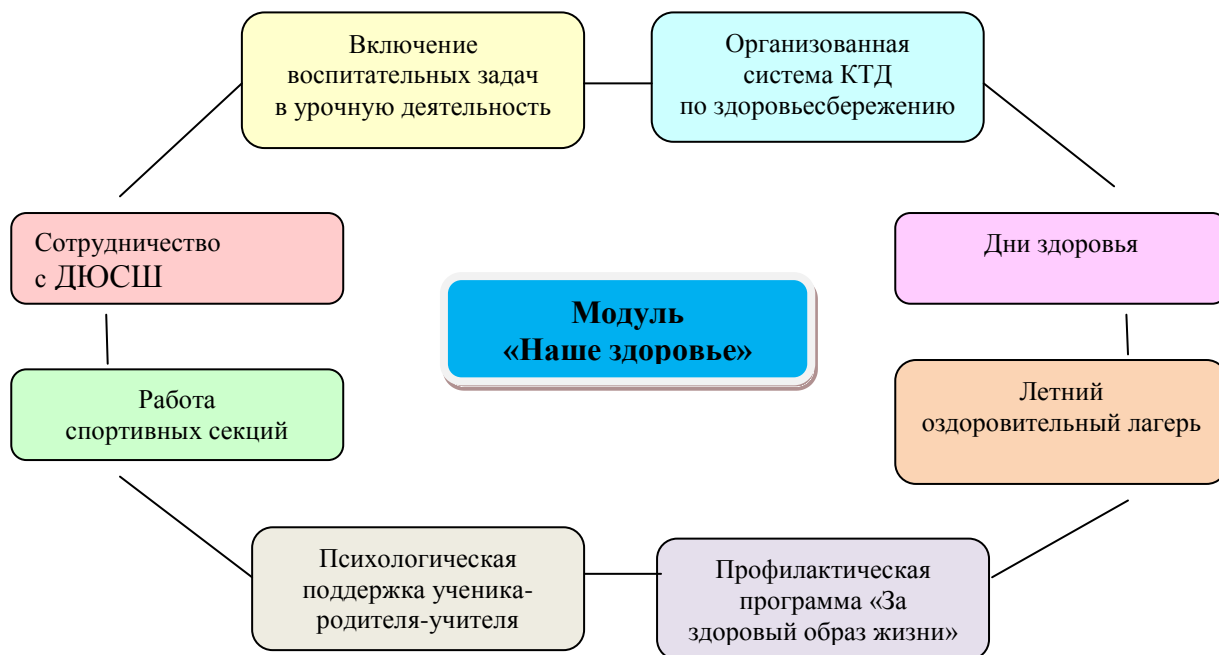 Включение
воспитательных задач
в урочную деятельность
Организованная
система КТД
по здоровьесбережению
Сотрудничество
с ДЮСШ
Дни здоровья
Модуль
«Наше здоровье»
Работа
спортивных секций
Летний
оздоровительный лагерь
Психологическая
поддержка ученика-
родителя-учителя
Профилактическая
программа «За
здоровый образ жизни»